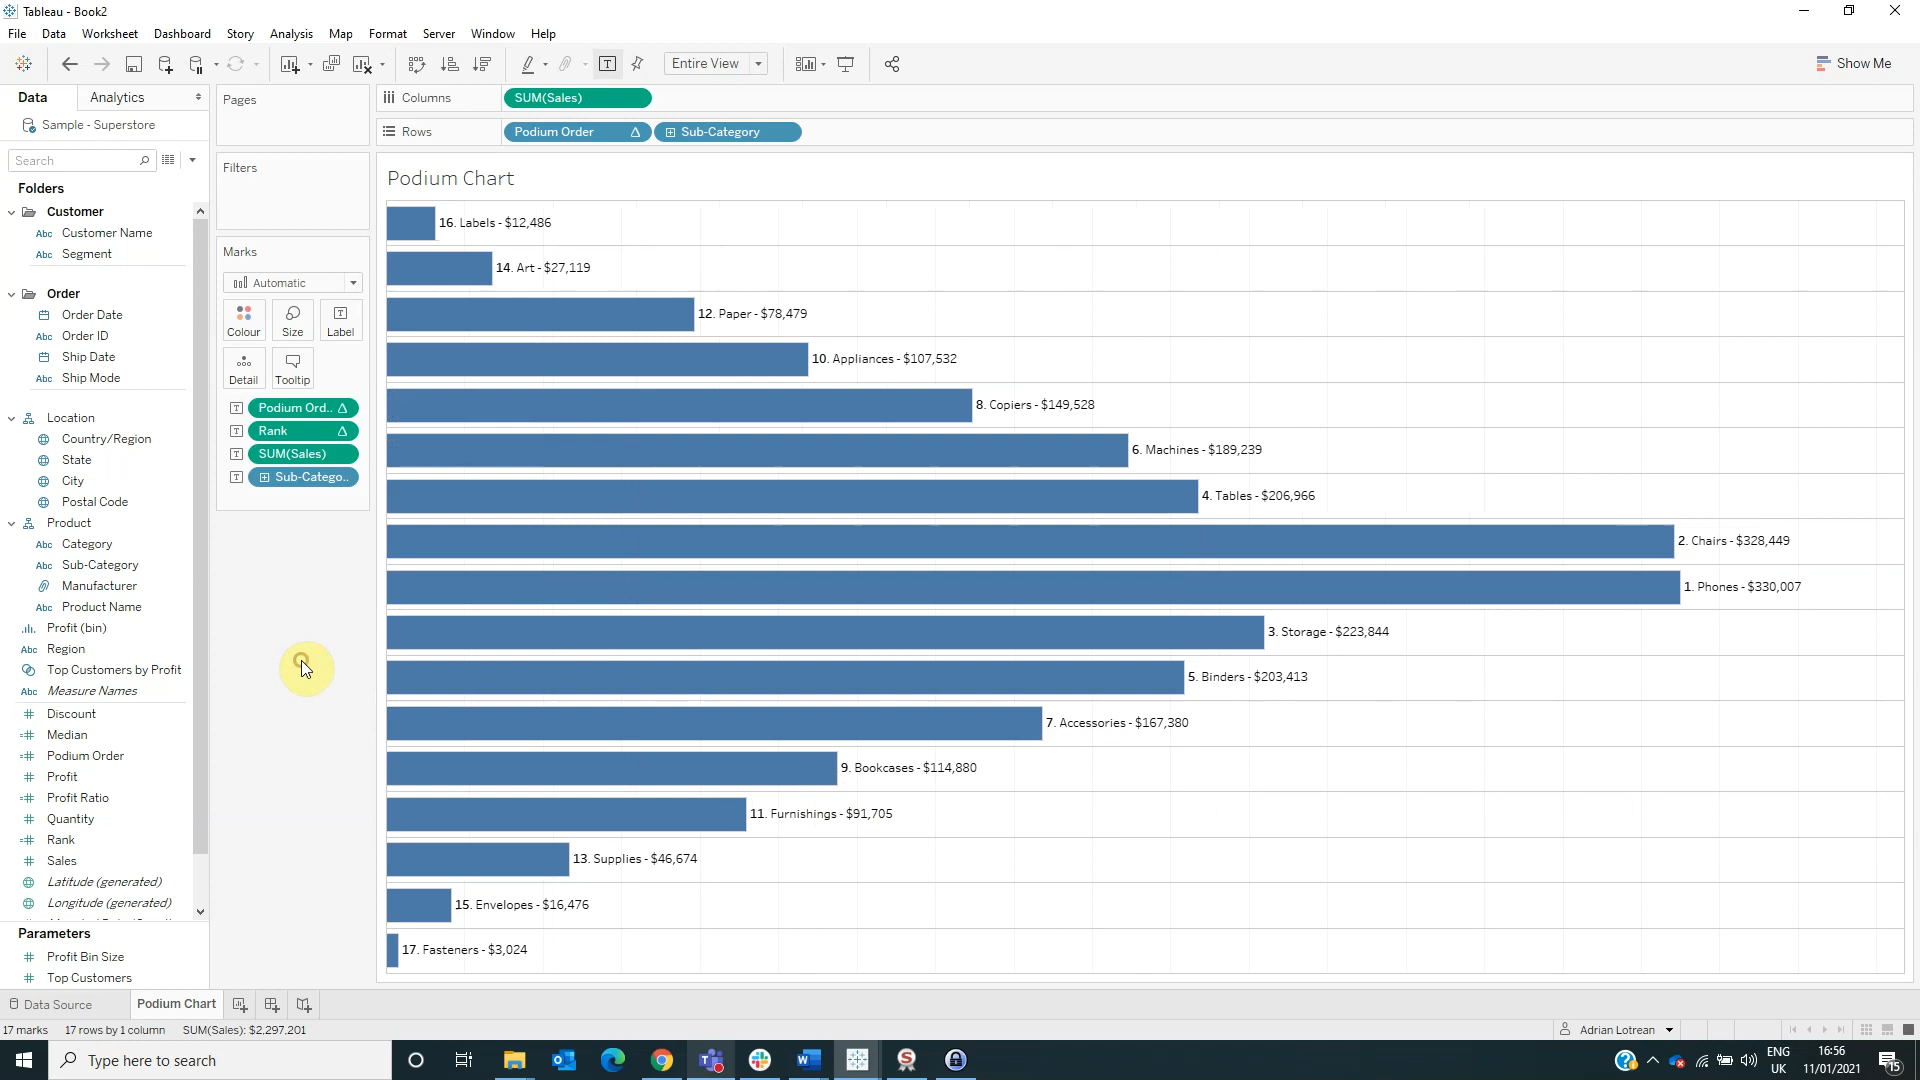 Tableau - Book2
File Data Worksheet Dashboard Story Analysis Map Format Server Window Help
Entire View
Show Me
Data Analytics
Sample - Superstore
Search
Folders
Customer
Abc Customer Name
Abc Segment
Order
Order Date
Abc Order ID
Ship Date
Abc Ship Mode
Location
Country/Region
State
City
Postal Code
Product
Abc Category
Abc Sub-Category
Manufacturer
Abc Product Name
Profit (bin)
Abc Region
Top Customers by Profit
Abc Measure Names
Discount
Median
Podium Order
Profit
Profit Ratio
Quantity
Rank
Sales
Latitude (generated)
Longitude (generated)
Parameters
Profit Bin Size
Top Customers
Pages
Filters
Marks
Automatic
Colour Size Label
Detail Tooltip
Podium Ord..
Rank
SUM(Sales)
Sub-Catego..
Columns SUM(Sales)
Rows Podium Order Sub-Category
Podium Chart
16. Labels - $12,486
14. Art - $27,119
12. Paper - $78,479
10. Appliances - $107,532
8. Copiers - $149,528
6. Machines - $189,239
4. Tables - $206,966
2. Chairs - $328,449
1. Phones - $330,007
3. Storage - $223,844
5. Binders - $203,413
7. Accessories - $167,380
9. Bookcases - $114,880
11. Furnishings - $91,705
13. Supplies - $46,674
15. Envelopes - $16,476
17. Fasteners - $3,024
Data Source Podium Chart
17 marks 17 rows by 1 column SUM(Sales): $2,297,201
Adrian Lotrean
Type here to search
ENG
UK
16:56
11/01/2021
15